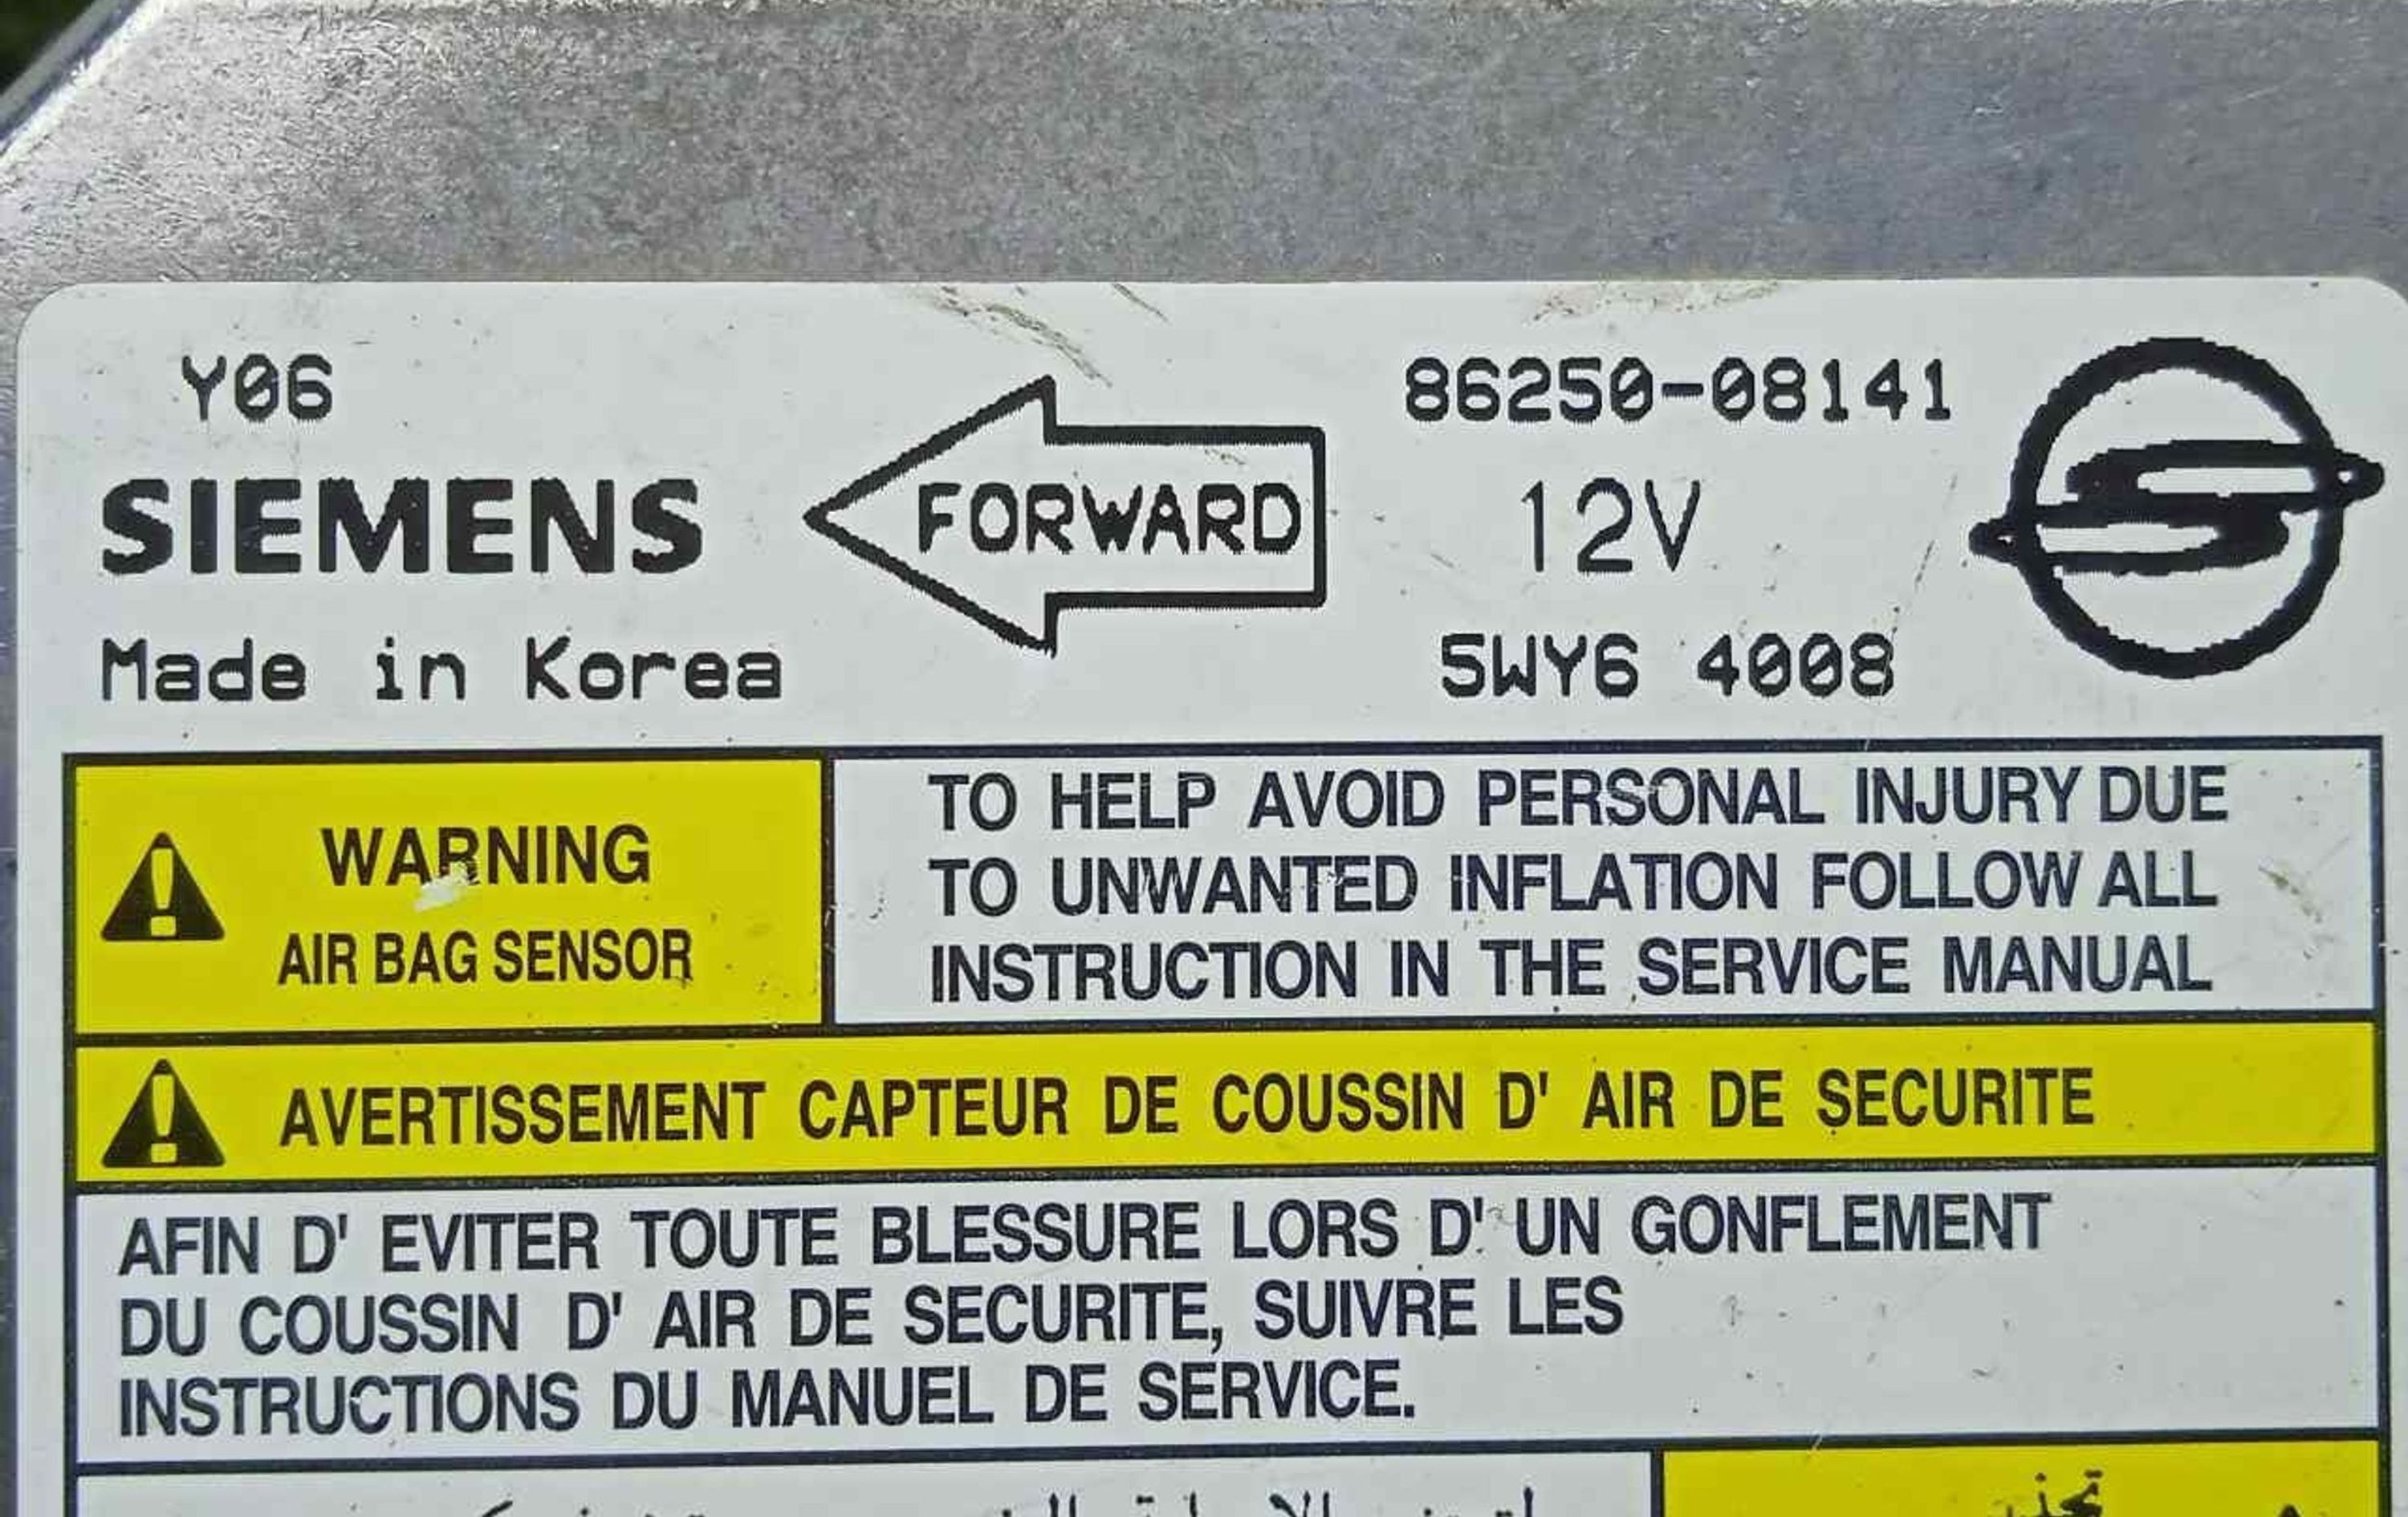 Y06
86250-08141
SIEMENS
FORWARD
12V
Made in Korea
5WY6 4008
WARNING
AIR BAG SENSOR
TO HELP AVOID PERSONAL INJURY DUE
TO UNWANTED INFLATION FOLLOW ALL
INSTRUCTION IN THE SERVICE MANUAL
AVERTISSEMENT CAPTEUR DE COUSSIN D' AIR DE SECURITE
AFIN D' EVITER TOUTE BLESSURE LORS D' UN GONFLEMENT
DU COUSSIN D' AIR DE SECURITE, SUIVRE LES
INSTRUCTIONS DU MANUEL DE SERVICE.